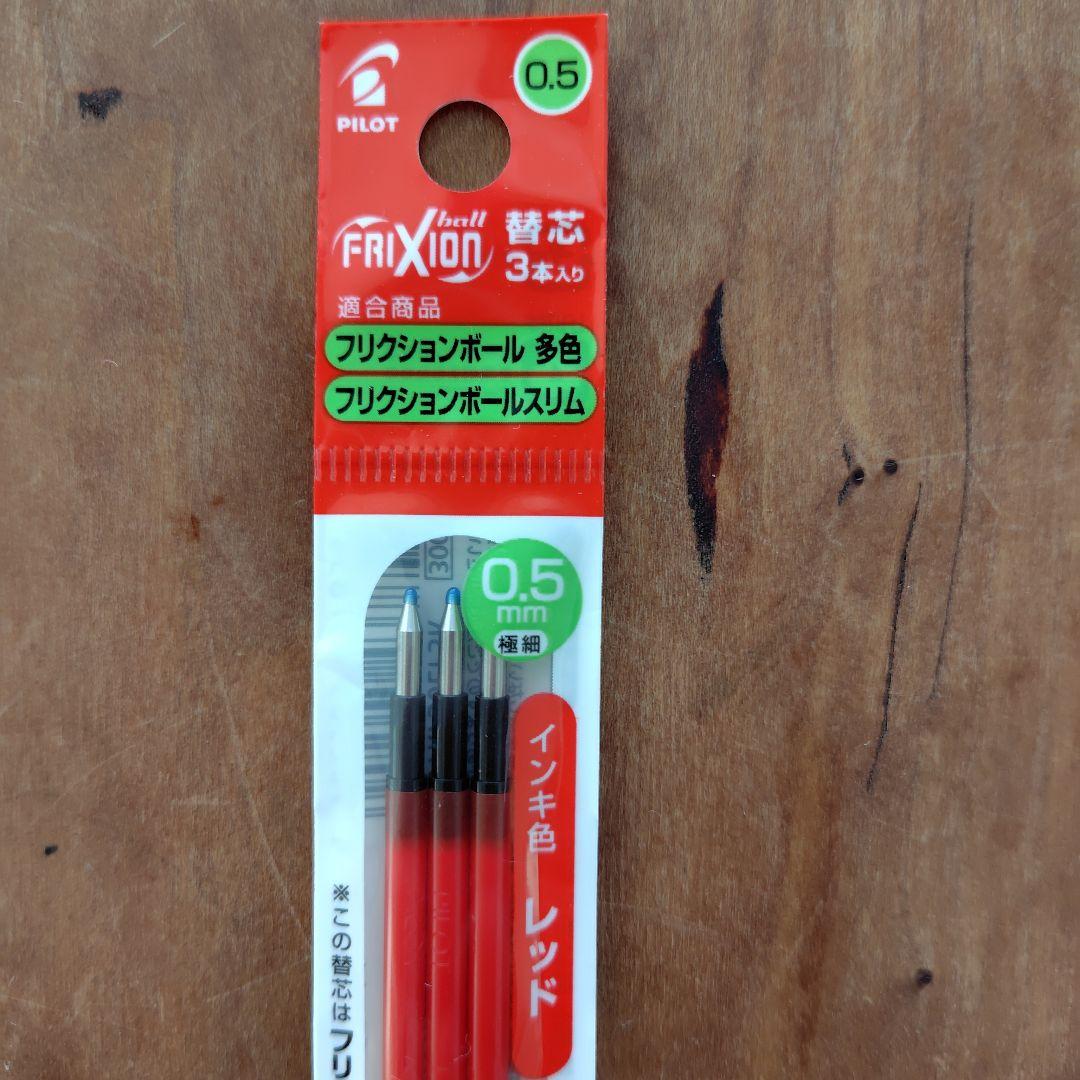 PILOT
0.5
FRIXION ball
替芯
3本入り
適合商品
フリクションボール 多色
フリクションボールスリム
0.5
mm
極細
インキ色 レッド
※この替芯は フリ